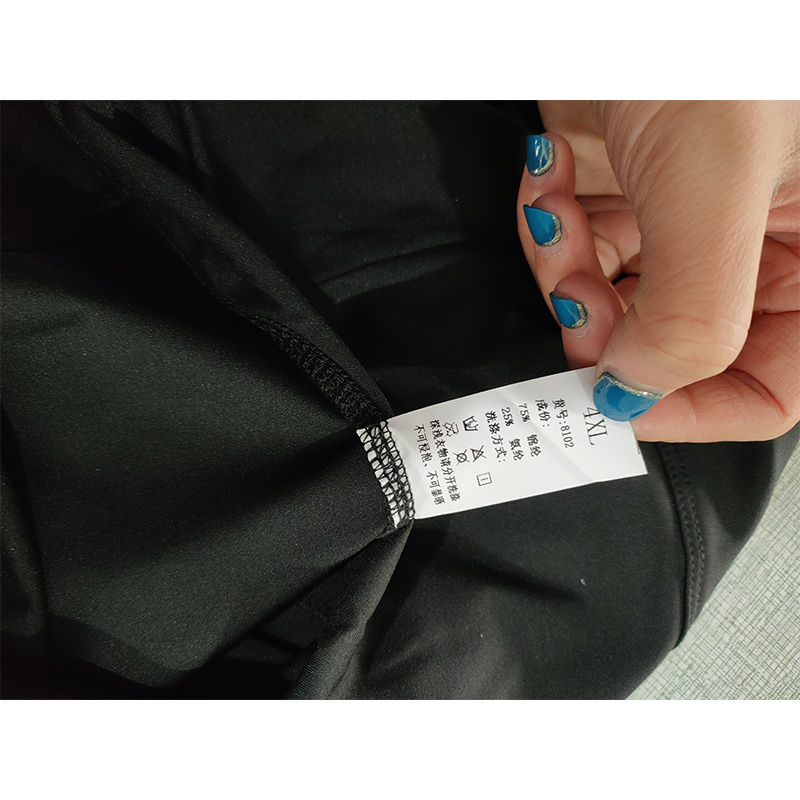 4XL
货号:8102
成份:
75% 锦纶
25% 氨纶
洗涤方式:
深浅衣物请分开洗涤
不可浸泡、不可暴晒